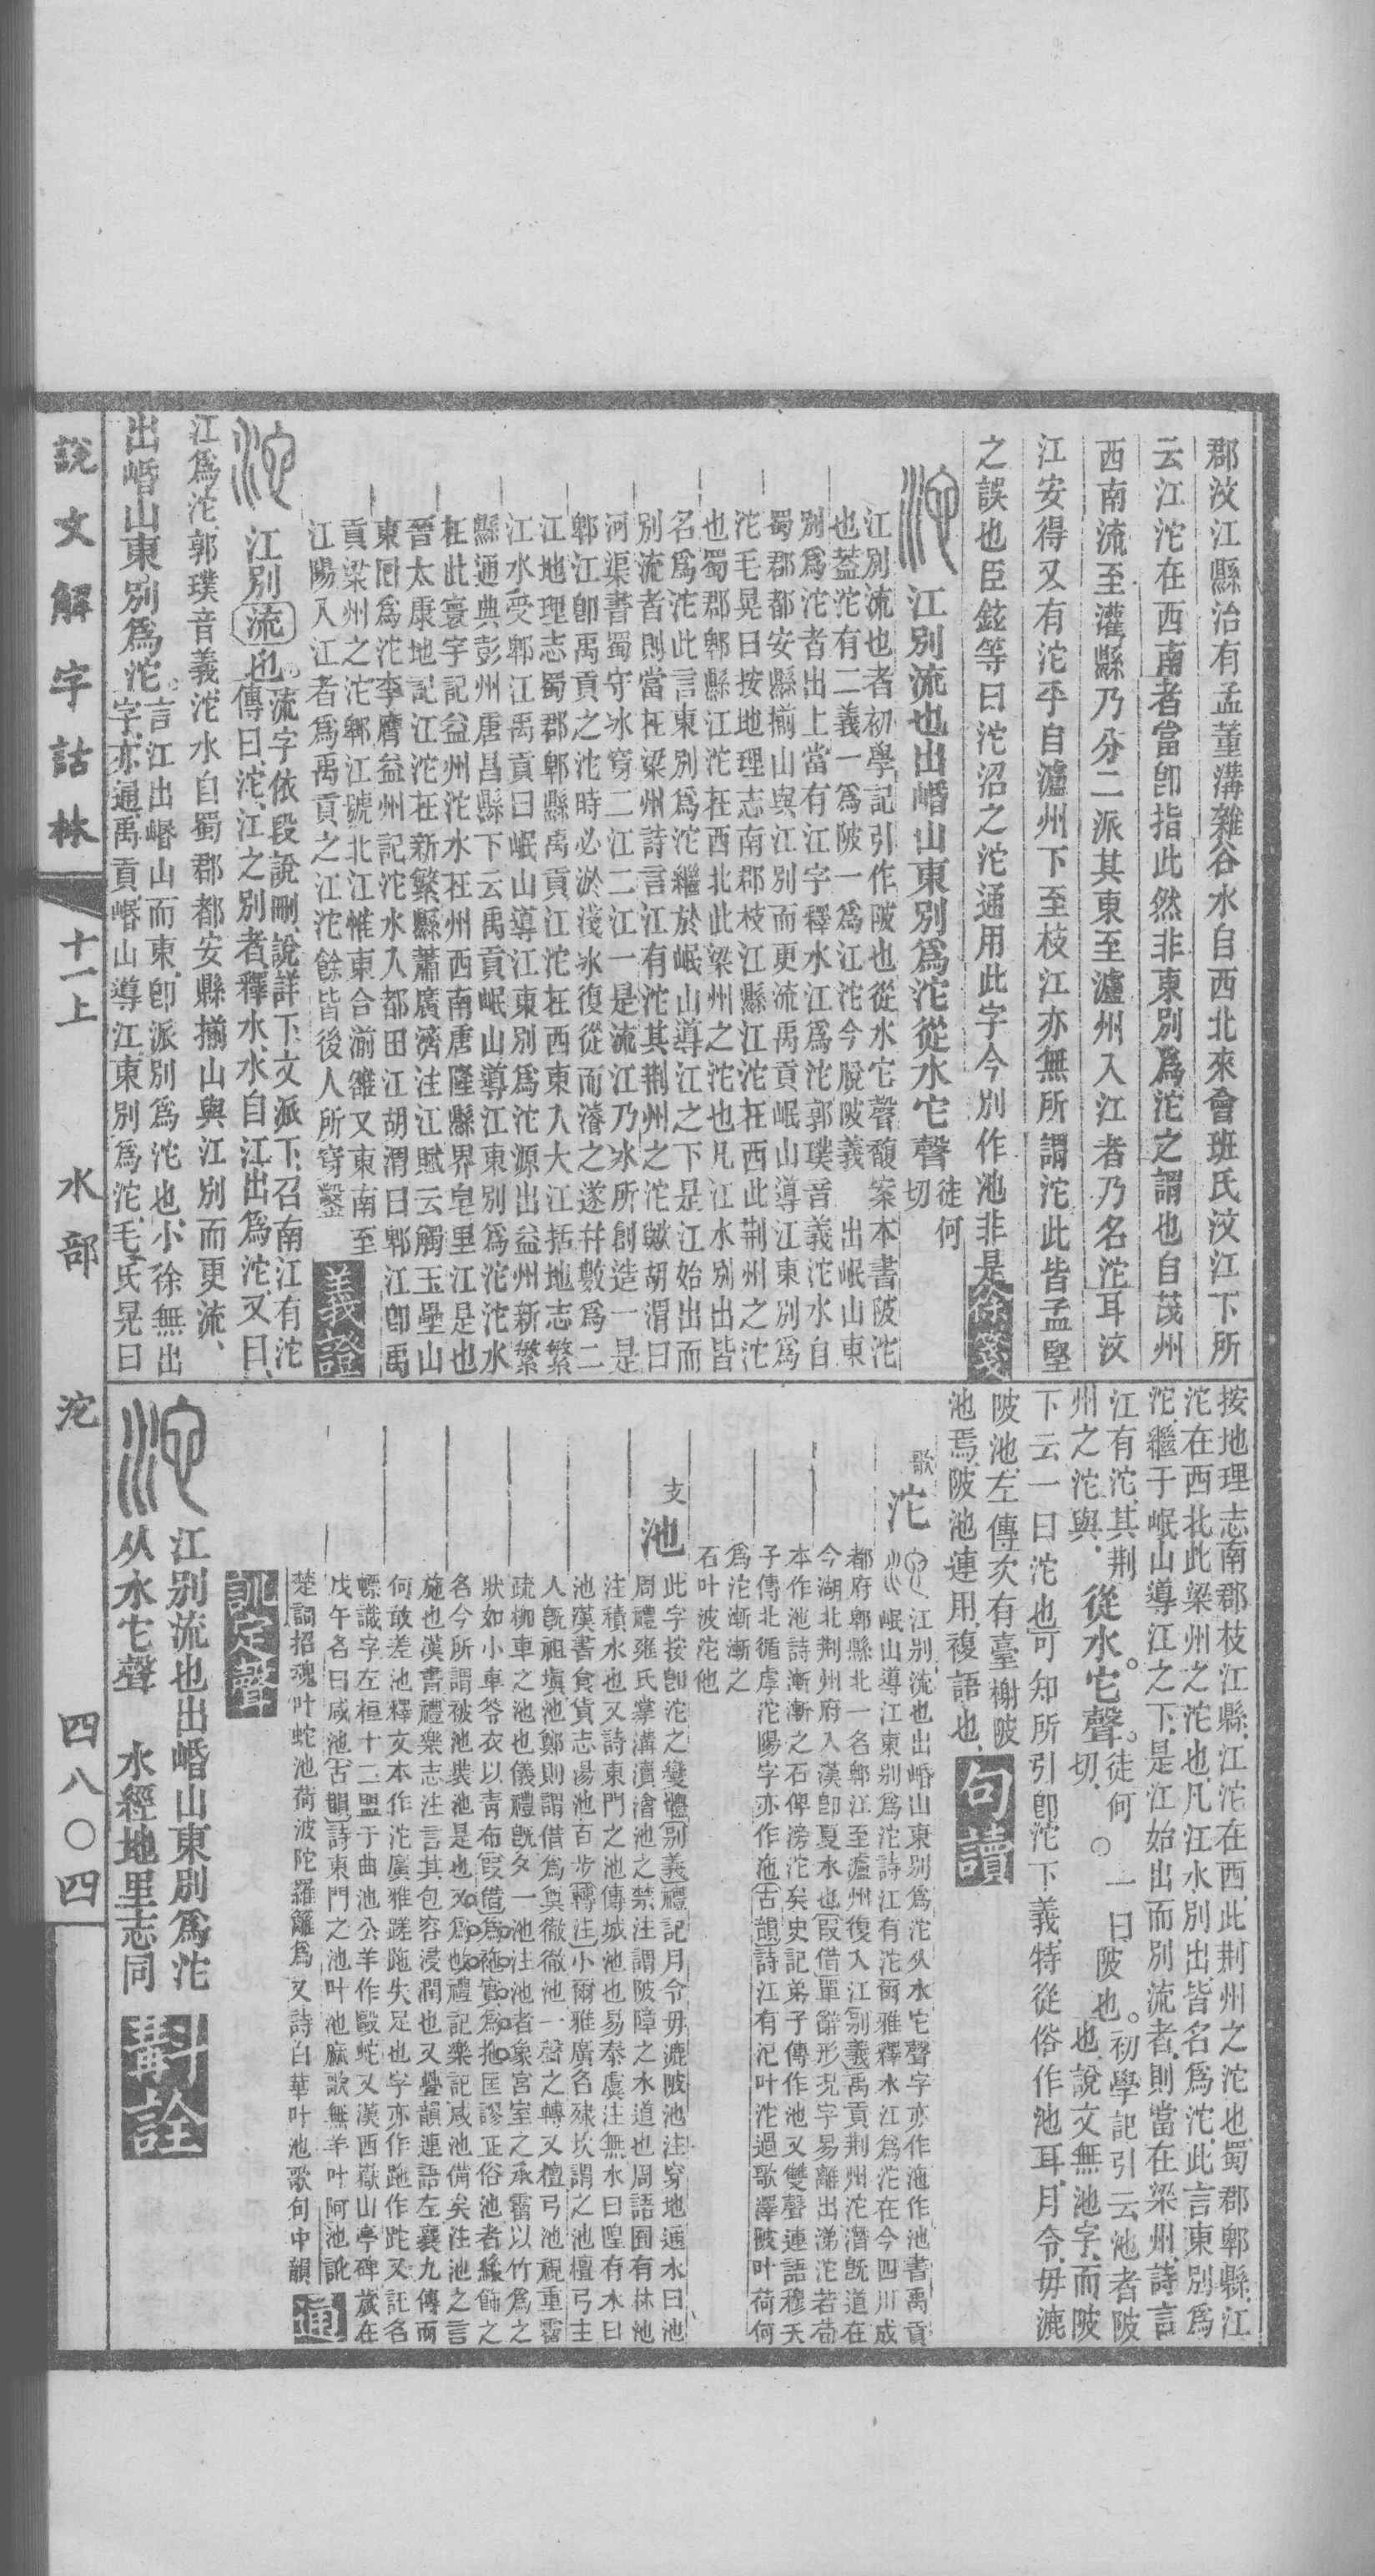 郡汶江縣治有孟董溝雜谷水自西北來會班氏汶江下所
云江沱在西南者當卽指此然非東別爲沱之謂也自茂州
西南流至灌縣乃分二派其東至瀘州入江者乃名沱耳汶
江安得又有沱乎自瀘州下至枝江亦無所謂沱此皆孟堅
之誤也臣鉉等曰沱沼之沱通用此字今別作池非是徐箋
江別流也出崏山東別爲沱從水它聲徒何切
江別流也者初學記引作陂也從水它聲馥案本書陂沱
也蓋沱有二義一爲陂一爲江沱今脫陂義 出岷山東
別爲沱者出上當有江字釋水江爲沱郭璞音義沱水自
蜀郡都安縣揃山與江別而更流禹貢岷山導江東別爲
沱毛晃曰按地理志南郡枝江縣江沱在西此荆州之沱
也蜀郡郫縣江沱在西北此梁州之沱也凡江水別出皆
名爲沱此言東別爲沱繼於岷山導江之下是江始出而
別流者則當在梁州詩言江有沱其荆州之沱歟胡渭曰
河渠書蜀守冰穿二江二江一是流江乃冰所創造一是
郫江卽禹貢之沱時必淤淺冰復從而濬之遂幷數爲二
江地理志蜀郡郫縣禹貢江沱在西東入大江括地志繁
江水受郫江禹貢曰岷山導江東別爲沱源出益州新繁
縣通典彭州唐昌縣下云禹貢岷山導江東別爲沱沱水
在此寰宇記益州沱水在州西南唐隆縣界皂里江是也
晉太康地記江沱在新繁縣蕭廣濟注江賦云觸玉壘山
東囘爲沱李膺益州記沱水入都田江胡渭曰郫江卽禹
貢梁州之沱郫江號北江惟東合湔雒又東南至
江陽入江者爲禹貢之江沱餘皆後人所穿鑿 義證
江別流也。流字依段說刪說詳下文派下召南江有沱
傳曰沱江之別者釋水水自江出爲沱又曰
江爲沱郭璞音義沱水自蜀郡都安縣揃山與江別而更流、
出崏山東別爲沱。言江出崏山而東卽派別爲沱也小徐無出
字亦通禹貢崏山導江東別爲沱毛氏晃曰
按地理志南郡枝江縣江沱在西此荆州之沱也蜀郡郫縣江
沱在西北此梁州之沱也凡江水別出皆名爲沱此言東別爲
沱繼于岷山導江之下是江始出而別流者則當在梁州詩言
江有沱其荆州之沱與從水它聲。徒何切○一曰陂也。初學記引云池者陂也說文無池字而陂
下云一曰沱也可知所引卽沱下義特從俗作池耳月令毋漉
陂池左傳次有臺榭陂
池焉陂池連用複語也 句讀
歌 沱
江別流也出崏山東別爲沱从水它聲字亦作沲作池書禹貢
岷山導江東別爲沱詩江有沱爾雅釋水江爲沱在今四川成
都府郫縣北一名郫江至瀘州復入江別義禹貢荆州沱潛旣道在
今湖北荆州府入漢卽夏水也叚借單辭形況字易離出涕沱若荀
本作池詩漸漸之石俾滂沱矣史記弟子傳作池又雙聲連語穆天
子傳北循虖沱陽字亦作沲古韻詩江有汜叶沱過歌澤陂叶荷何
爲沱漸漸之
石叶波沱他
支 池
此字按卽沱之變體別義禮記月令毋漉陂池注穿地通水曰池
周禮雍氏掌溝瀆澮池之禁注謂陂障之水道也周語囿有林池
注積水也又詩東門之池傳城池也易泰虞注無水曰隍有水曰
池漢書食貨志湯池百步轉注小爾雅廣名埭坎謂之池檀弓主
人旣祖塡池鄭則謂借爲奠徹徹池一聲之轉又檀弓池視重霤
疏柳車之池也儀禮旣夕一池注池者象宮室之承霤以竹爲之
狀如小車笭衣以青布叚借爲褫實爲拖匡謬正俗池者緣飾之
名今所謂被池裝池是也又爲𢻱禮記樂記咸池備矣注池之言
施也漢書禮樂志注言其包容浸潤也又疊韻連語左襄九傳而
何敢差池釋文本作沱廣雅蹉跎失足也字亦作跎作跎又託名
幖識字左桓十二盟于曲池公羊作毆蛇又漢西嶽山亭碑歲在
戊午名曰咸池古韻詩東門之池叶池麻歌無羊叶阿池訛
楚詞招魂叶蛇池荷波陀羅籬爲又詩白華叶池歌句中韻 通
訓定聲
江別流也出崏山東別爲沱
从水它聲 水經地里志同 斠詮
說文解字詁林 十一上 水部 沱 四八〇四